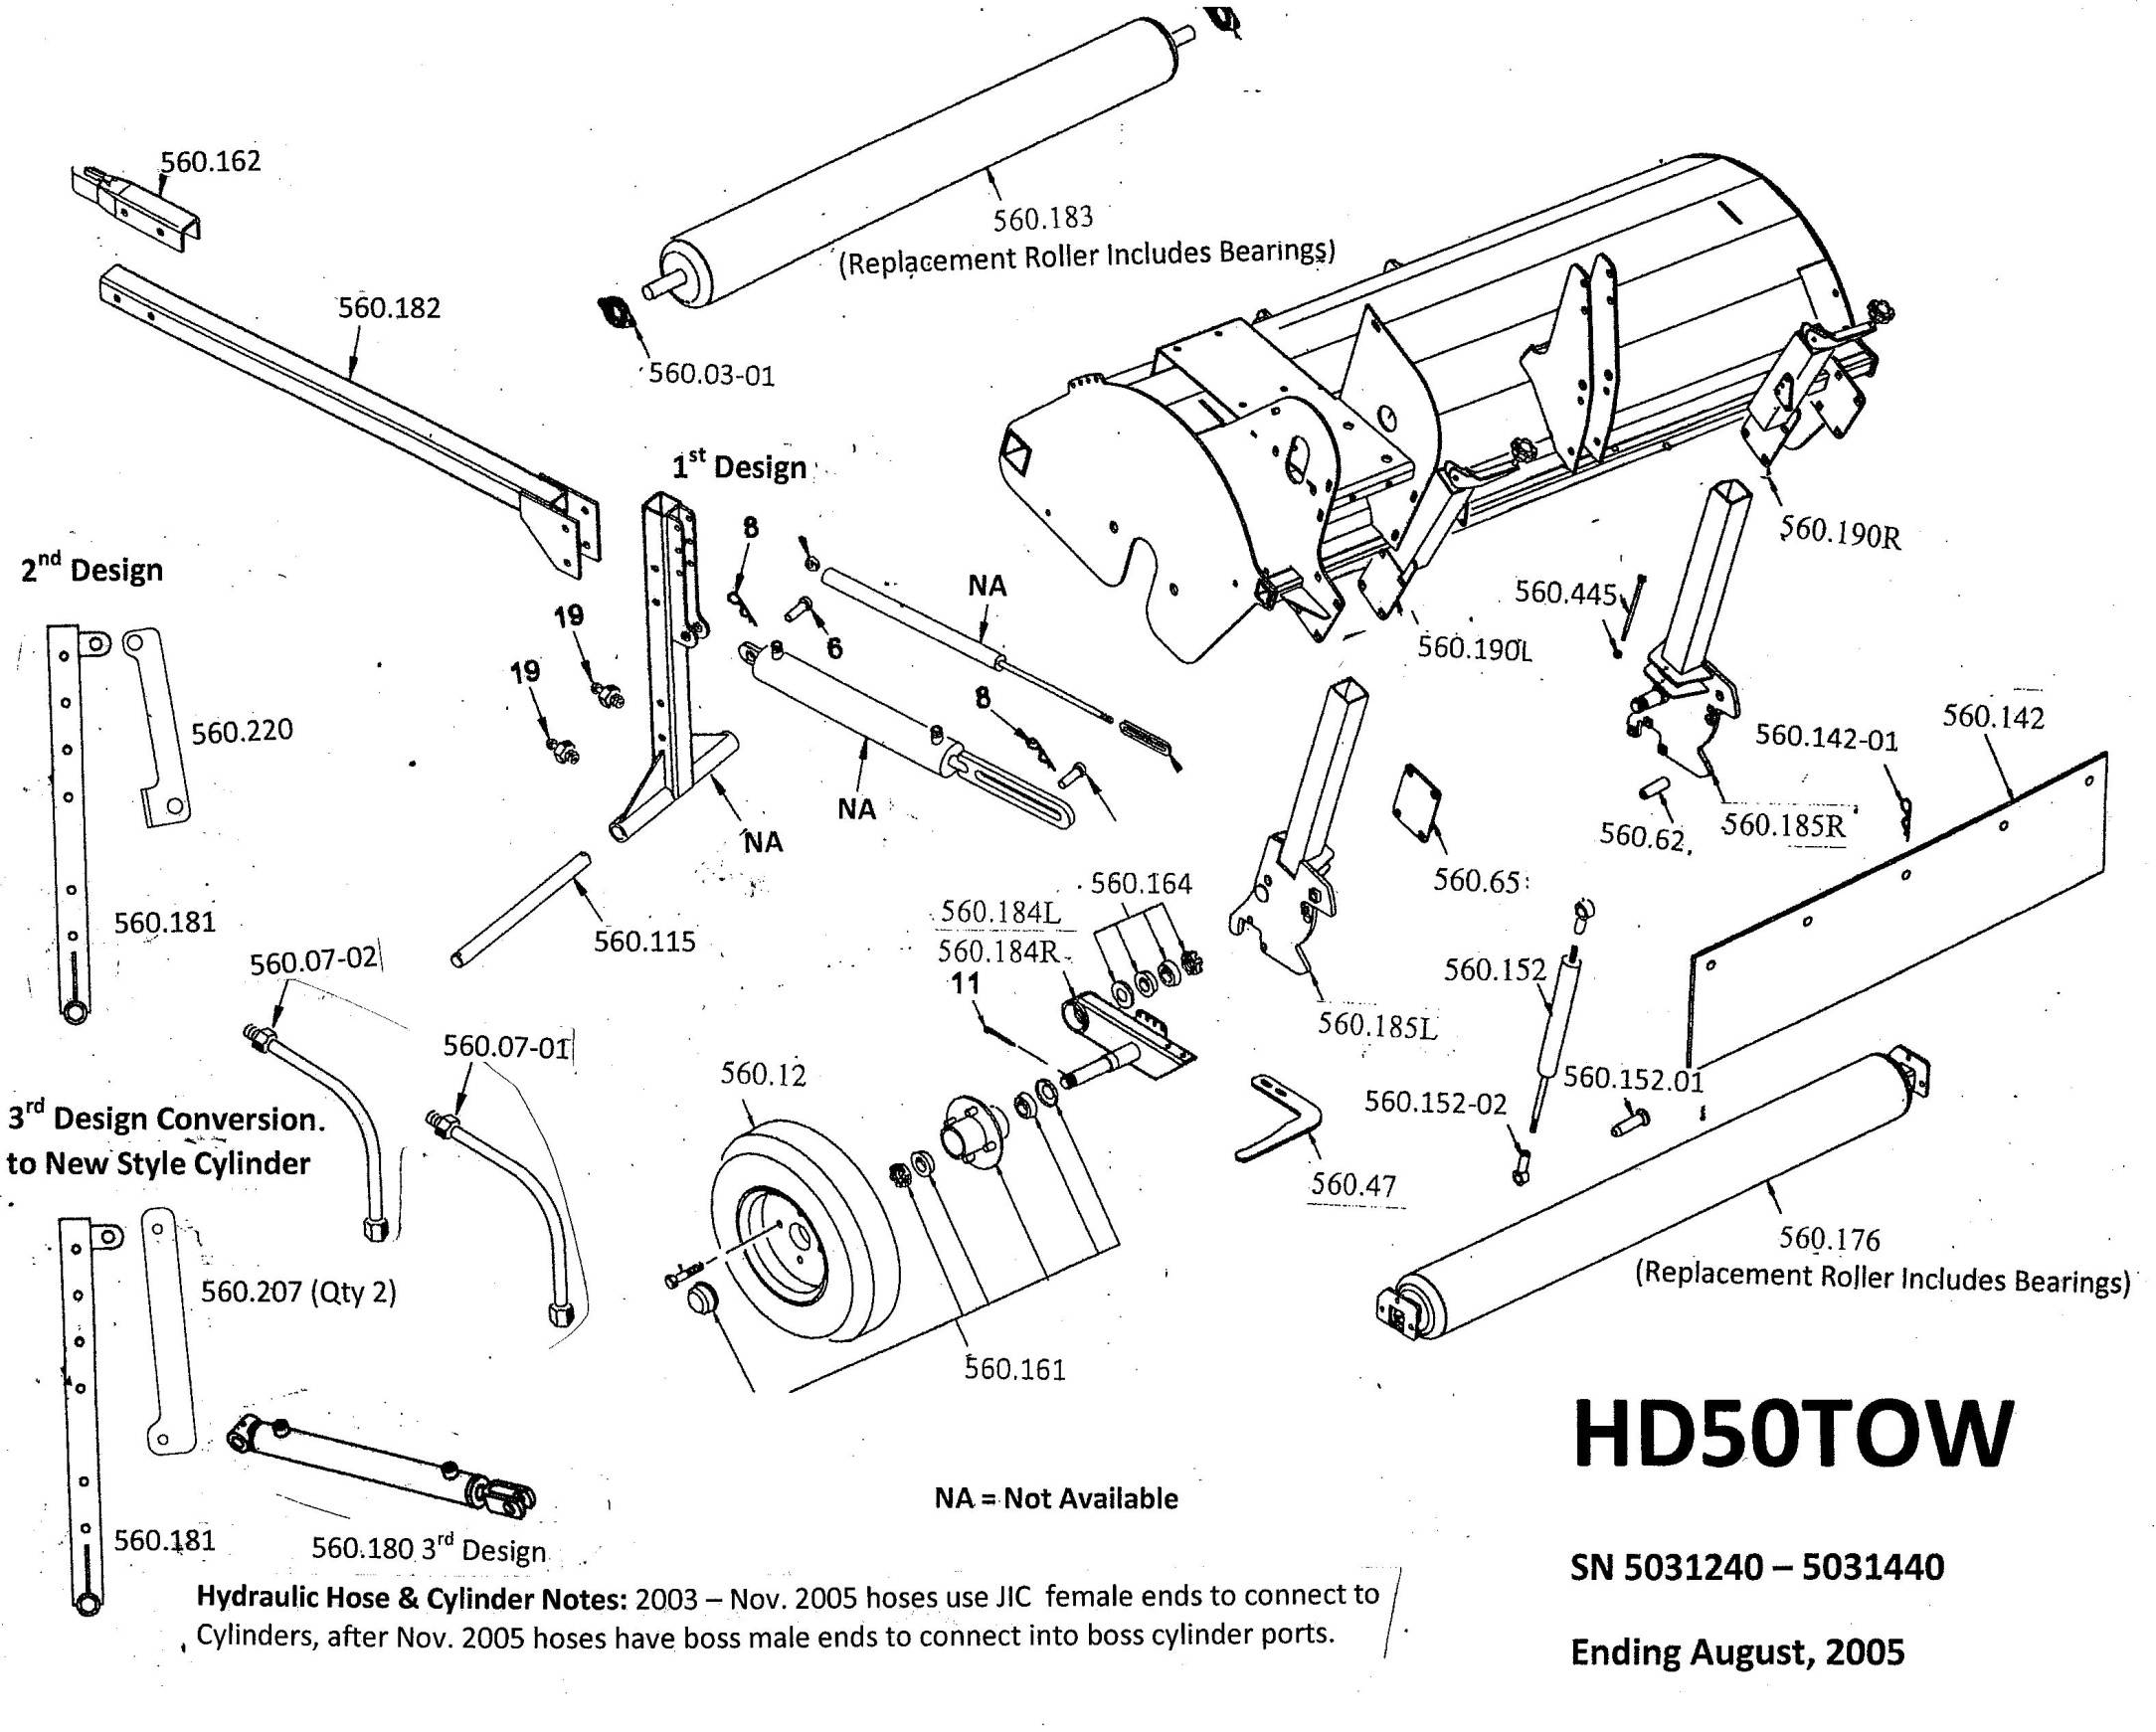 560.162
560.183
(Replacement Roller Includes Bearings)
560.182
560.03-01
1st Design
8
NA
560.190R
560.445
2nd Design
19
6
560.190L
19
8
560.220
560.142-01
560.142
NA
NA
560.62
560.185R
560.65
560.181
560.115
560.164
560.184L
560.184R
11
560.152
560.07-02
560.185L
560.07-01
560.12
560.152.01
560.152-02
3rd Design Conversion.
to New Style Cylinder
560.47
560.176
(Replacement Roller Includes Bearings)
560.207 (Qty 2)
560.161
HD50TOW
NA = Not Available
560.181
560.180 3rd Design
SN 5031240 – 5031440
Hydraulic Hose & Cylinder Notes: 2003 – Nov. 2005 hoses use JIC female ends to connect to
Cylinders, after Nov. 2005 hoses have boss male ends to connect into boss cylinder ports.
Ending August, 2005